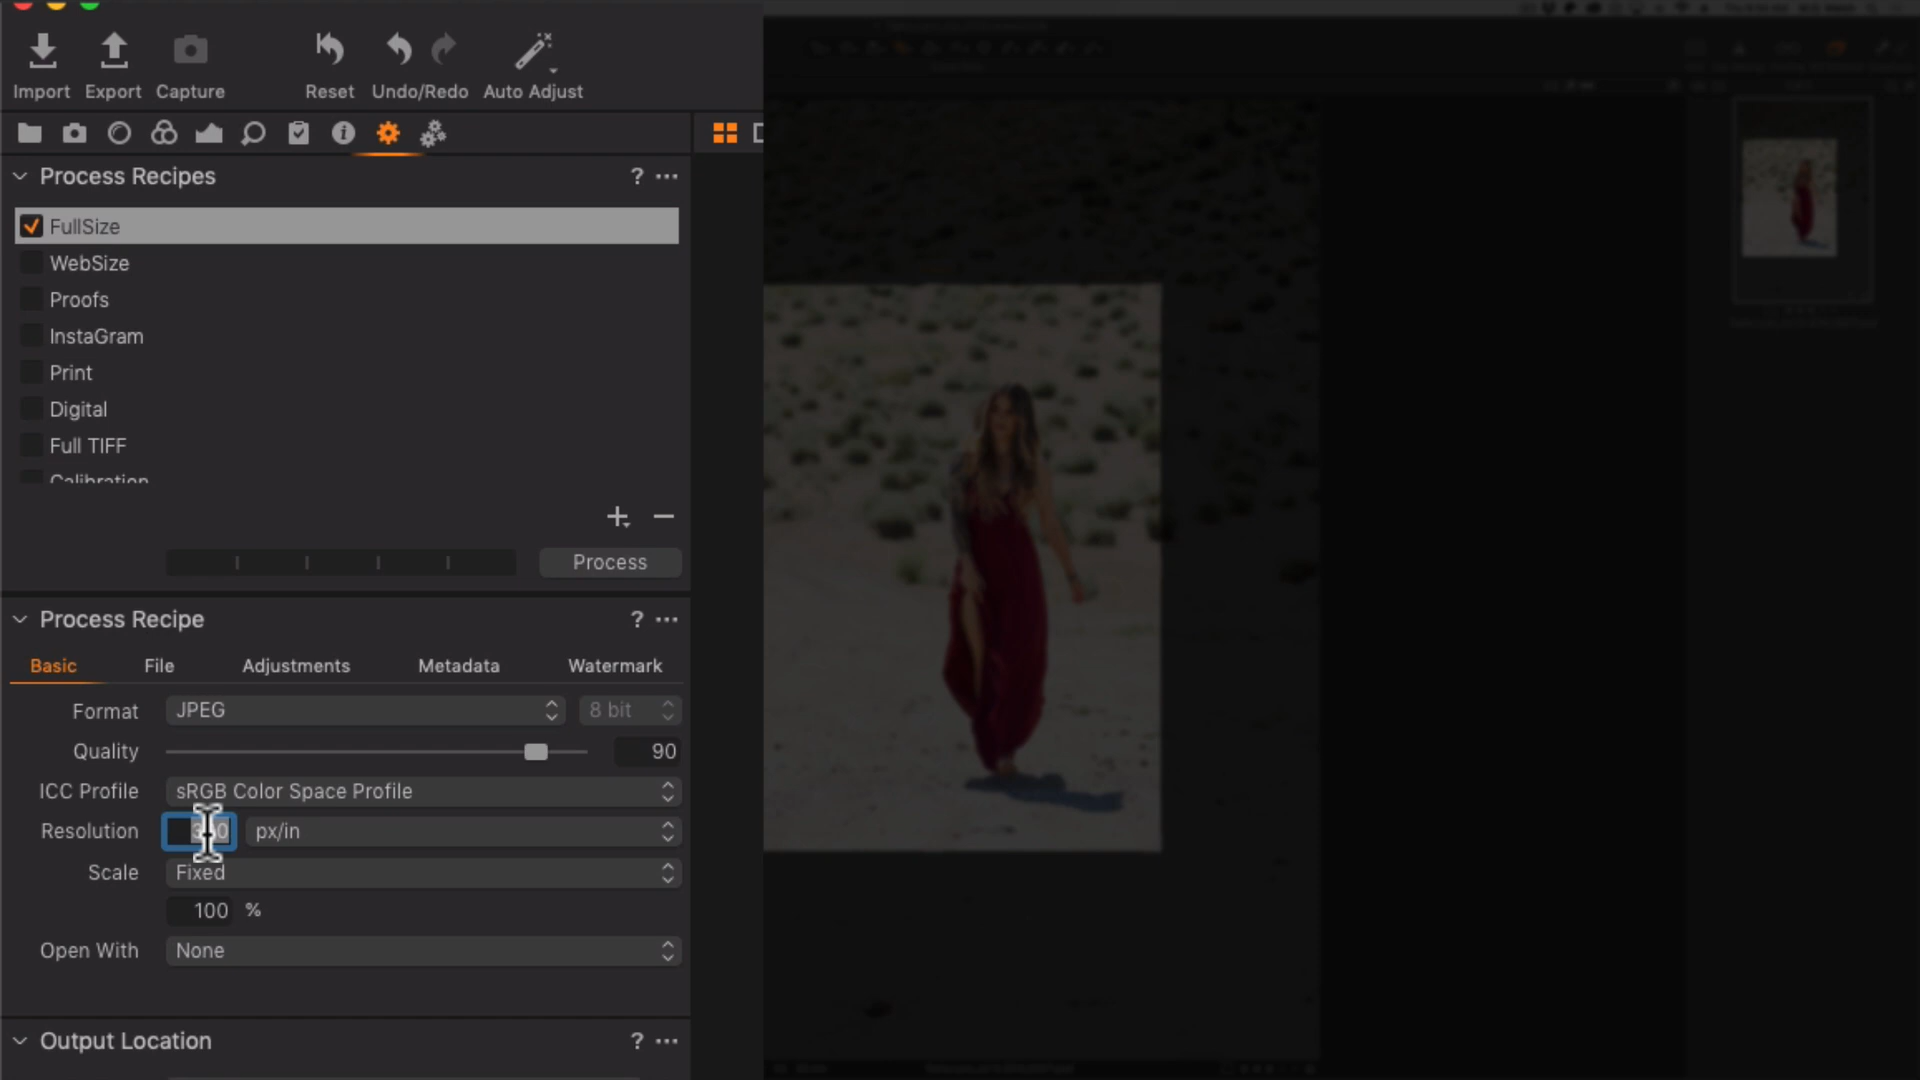 Import Export Capture Reset Undo/Redo Auto Adjust
Process Recipes ? ...
FullSize
WebSize
Proofs
InstaGram
Print
Digital
Full TIFF
Calibration
Process
Process Recipe ? ...
Basic File Adjustments Metadata Watermark
Format JPEG 8 bit
Quality 90
ICC Profile sRGB Color Space Profile
Resolution px/in
Scale Fixed
100 %
Open With None
Output Location ? ...